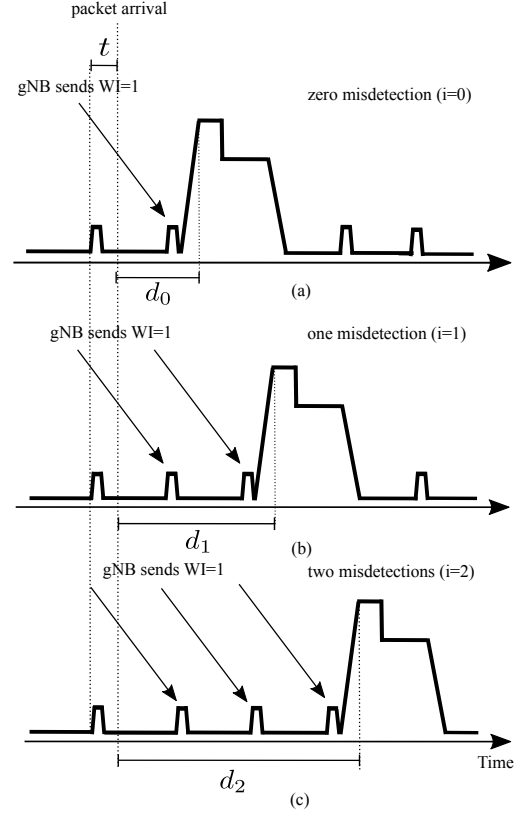 packet arrival
t
gNB sends WI=1
zero misdetection (i=0)
d₀
(a)
gNB sends WI=1
one misdetection (i=1)
d₁
(b)
gNB sends WI=1
two misdetections (i=2)
Time
d₂
(c)